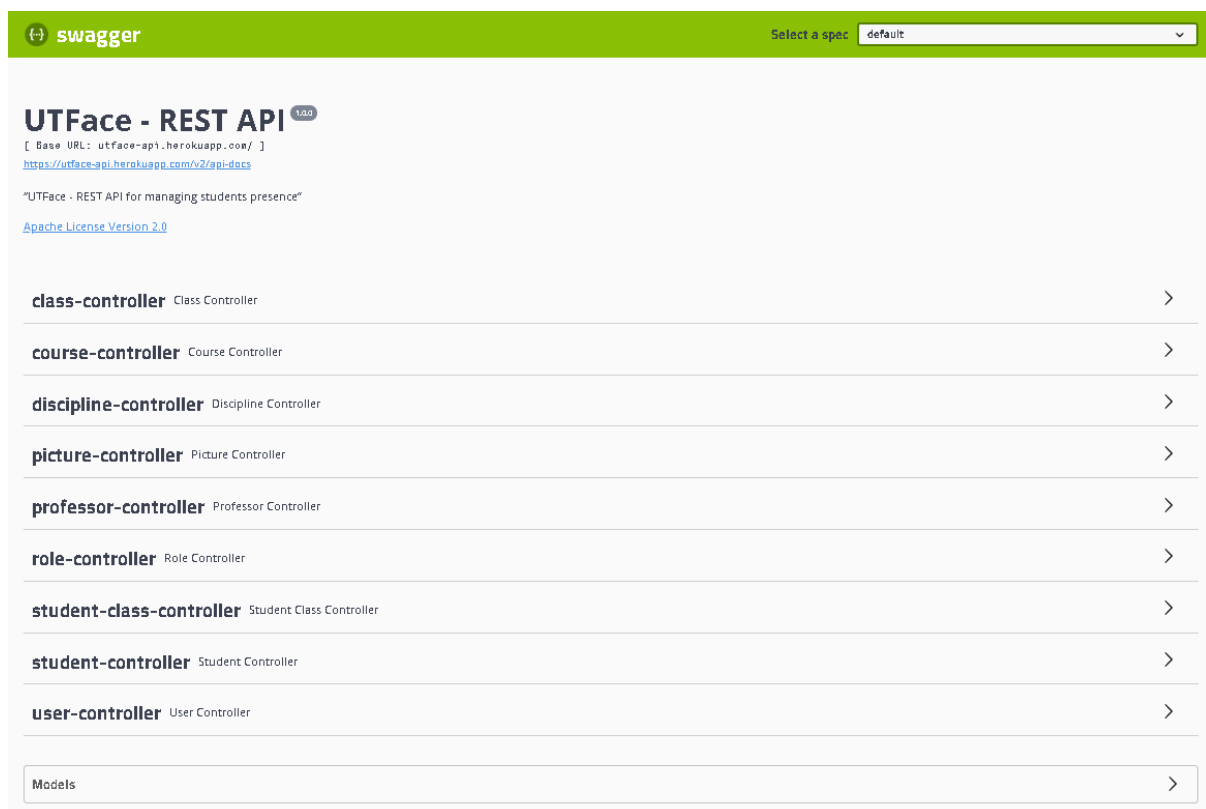 swagger
Select a spec default
UTFace - REST API 1.0.0
[ Base URL: utface-api.herokuapp.com/ ]
https://utface-api.herokuapp.com/v2/api-docs
"UTFace - REST API for managing students presence"
Apache License Version 2.0
class-controller Class Controller
course-controller Course Controller
discipline-controller Discipline Controller
picture-controller Picture Controller
professor-controller Professor Controller
role-controller Role Controller
student-class-controller Student Class Controller
student-controller Student Controller
user-controller User Controller
Models